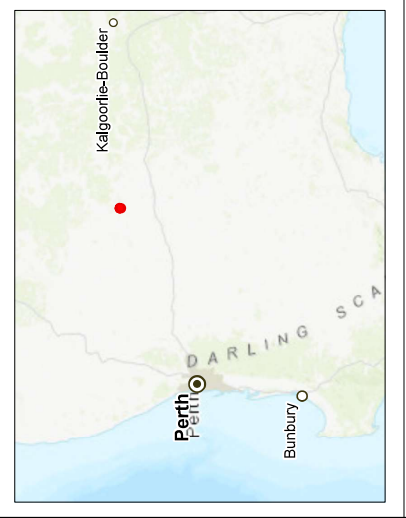 Kalgoorlie-Boulder
DARLING SCA
Perth
Perth
Bunbury